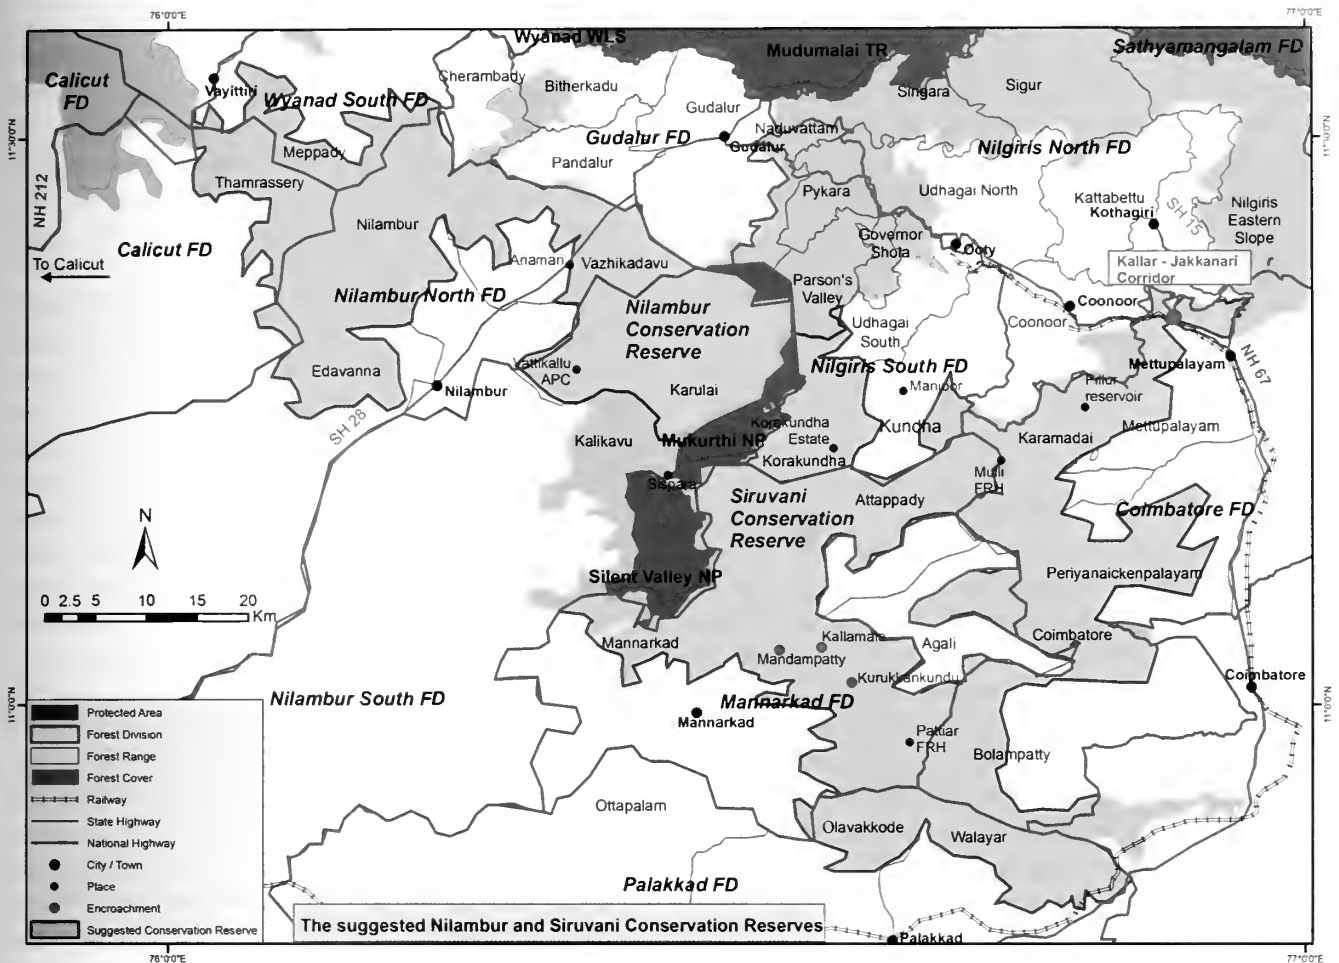 76°0'0"E
77°0'0"E
Wyanad WLS
Mudumalai TR
Sathyamangalam FD
Calicut
FD
Vayittiri
Wyanad South FD
Cherambady
Bitherkadu
Singara
Sigur
Gudalur
Gudalur FD
Naduvattam
Gudalur
Nilgiris North FD
11°30'0"N
11°30'0"N
Meppady
Pandalur
Thamrassery
Pykara
Udhagai North
Kattabettu
Kothagiri
SH 15
Nilgiris
Eastern
Slope
NH 212
Nilambur
Governor
Shola
Ooty
Calicut FD
To Calicut
Anamari
Vazhikadavu
Parson's
Valley
Kallar - Jakkanari
Corridor
Nilambur North FD
Nilambur
Conservation
Reserve
Coonoor
Udhagai
South
Coonoor
Edavanna
Vattikallu
APC
Nilgiris South FD
Mettupalayam
NH 67
Nilambur
Karulai
Manjoor
Pillur
reservoir
SH 28
Kalikavu
Mukurthi NP
Korakundha
Estate
Kundha
Karamadai
Mettupalayam
Korakundha
Sispara
Mulli
FRH
Siruvani
Conservation
Reserve
Attappady
Coimbatore FD
N
Silent Valley NP
Periyanaickenpalayam
0 2.5 5 10 15 20
Km
Mannarkad
Kallamala
Mandampatty
Agali
Coimbatore
Kurukkankundu
Coimbatore
Nilambur South FD
Mannarkad FD
11°0'0"N
11°0'0"N
Mannarkad
Pattiar
FRH
Bolampatty
Ottapalam
Olavakkode
Walayar
Palakkad FD
Palakkad
Protected Area
Forest Division
Forest Range
Forest Cover
Railway
State Highway
National Highway
City / Town
Place
Encroachment
Suggested Conservation Reserve
The suggested Nilambur and Siruvani Conservation Reserves
76°0'0"E
77°0'0"E